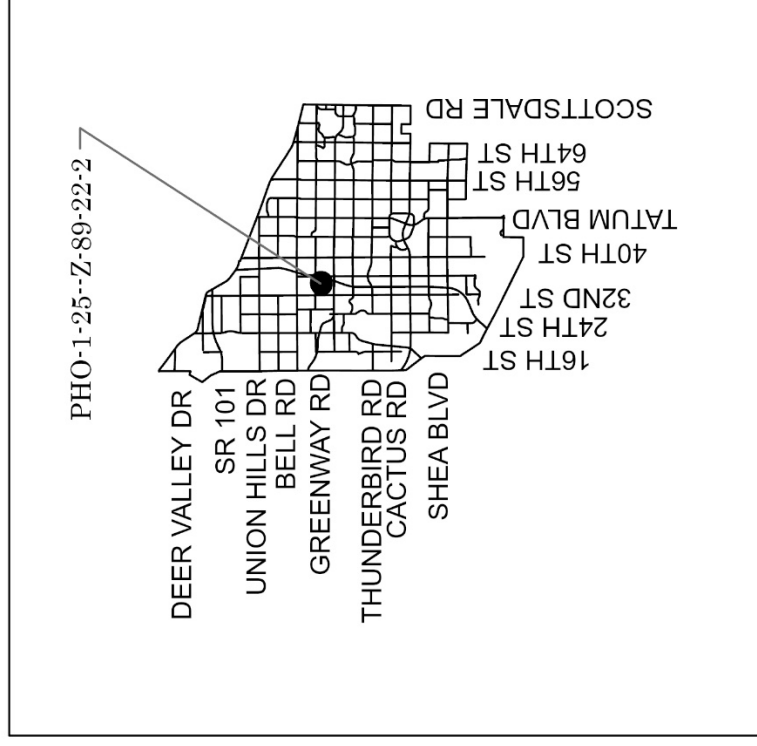 PHO-1-25--Z-89-22-2
DEER VALLEY DR
SR 101
UNION HILLS DR
BELL RD
GREENWAY RD
THUNDERBIRD RD
CACTUS RD
SHEA BLVD
16TH ST
24TH ST
32ND ST
40TH ST
TATUM BLVD
56TH ST
64TH ST
SCOTTSDALE RD